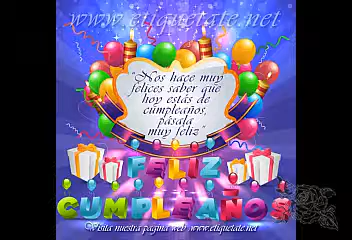 www.etiquetate.net
"Nos hace muy
felices saber que
hoy estás de
cumpleaños,
pásala
muy feliz"
FELIZ
CUMPLEAÑOS
Visita nuestra página web www.etiquetate.net